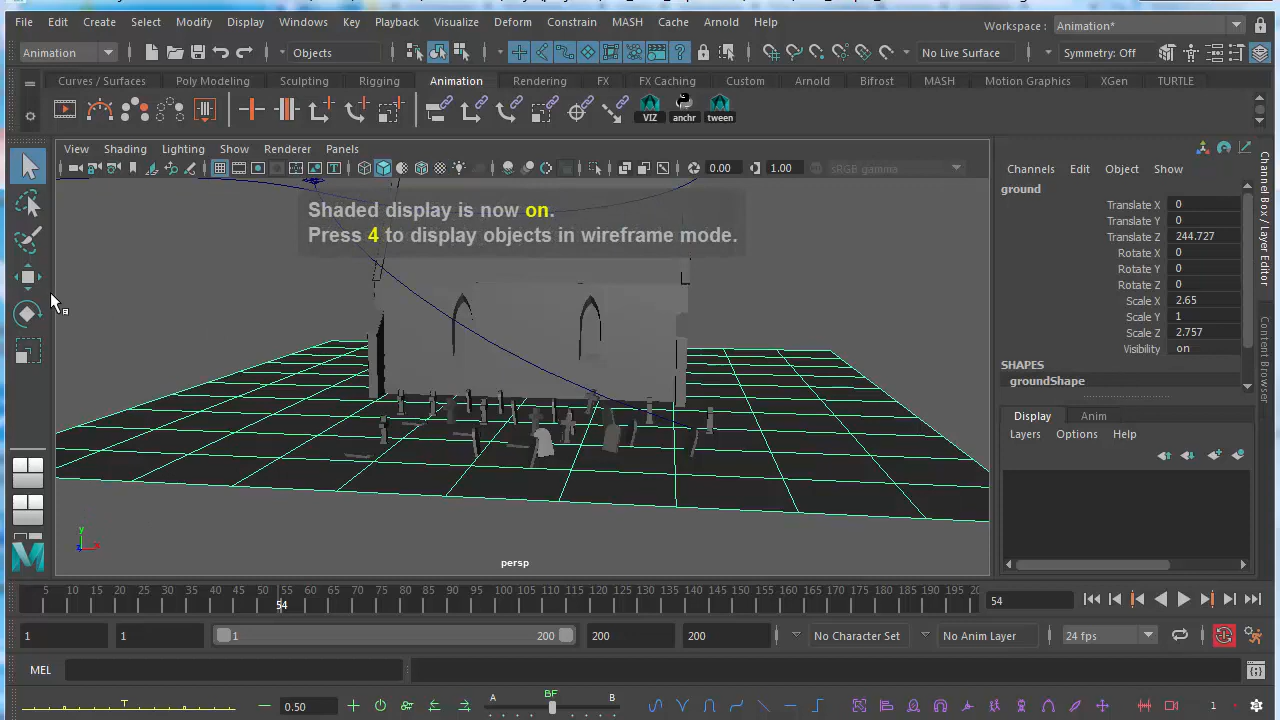 File Edit Create Select Modify Display Windows Key Playback Visualize Deform Constrain MASH Cache Arnold Help
Workspace : Animation*
Animation Objects No Live Surface Symmetry: Off
Curves / Surfaces Poly Modeling Sculpting Rigging Animation Rendering FX FX Caching Custom Arnold Bifrost MASH Motion Graphics XGen TURTLE
VIZ anchr tween
View Shading Lighting Show Renderer Panels
0.00 1.00 sRGB gamma
Shaded display is now on.
Press 4 to display objects in wireframe mode.
persp
y
Channels Edit Object Show
ground
Translate X 0
Translate Y 0
Translate Z 244.727
Rotate X 0
Rotate Y 0
Rotate Z 0
Scale X 2.65
Scale Y 1
Scale Z 2.757
Visibility on
SHAPES
groundShape
Display Anim
Layers Options Help
Channel Box / Layer Editor
Content Browser
5 10 15 20 25 30 35 40 45 50 55 60 65 70 75 80 85 90 95 100 105 110 115 120 125 130 135 140 145 150 155 160 165 170 175 180 185 190 195
54
54
1 1 1 200 200 200 No Character Set No Anim Layer 24 fps
MEL
T 0.50 A BF B 1